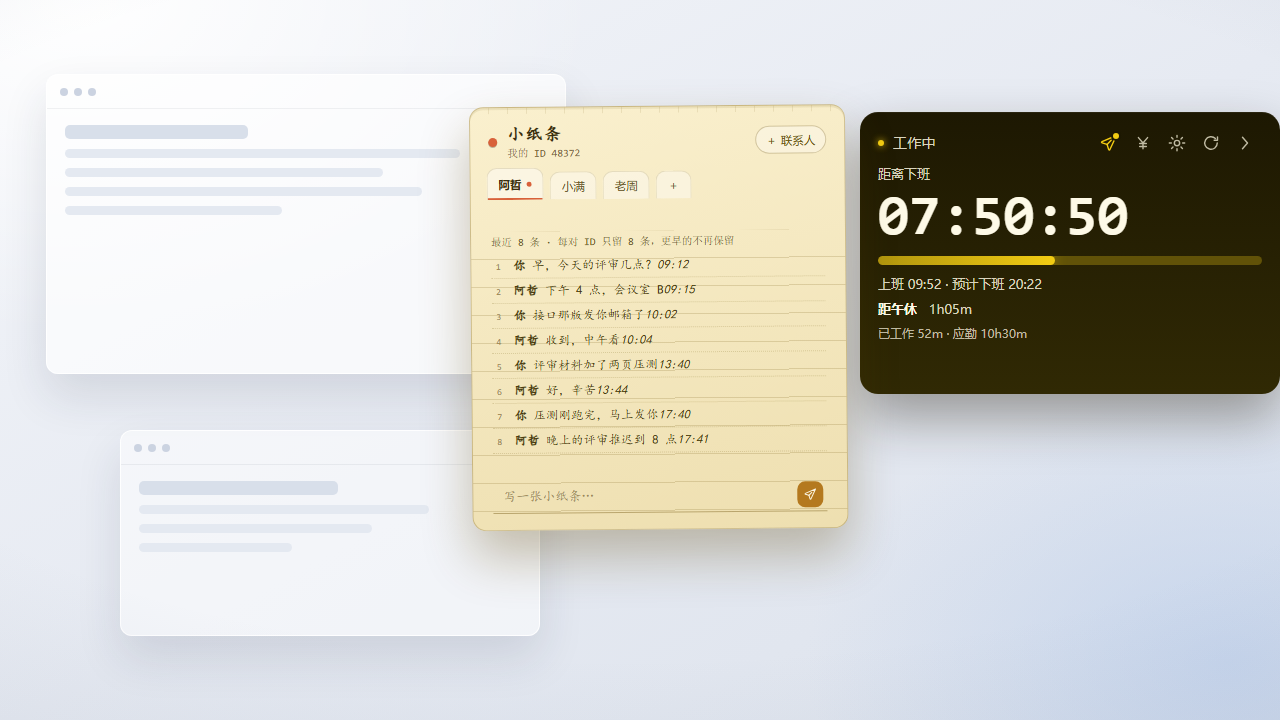 小纸条
我的 ID 48372
+ 联系人
阿哲 小满 老周 +
最近 8 条 · 每对 ID 只留 8 条，更早的不再保留
1 你 早，今天的评审几点？09:12
2 阿哲 下午 4 点，会议室 B09:15
3 你 接口那版发你邮箱了10:02
4 阿哲 收到，中午看10:04
5 你 评审材料加了两页压测13:40
6 阿哲 好，辛苦13:44
7 你 压测刚跑完，马上发你17:40
8 阿哲 晚上的评审推迟到 8 点17:41
写一张小纸条…
工作中
¥
距离下班
07:50:50
上班 09:52 · 预计下班 20:22
距午休 1h05m
已工作 52m · 应勤 10h30m